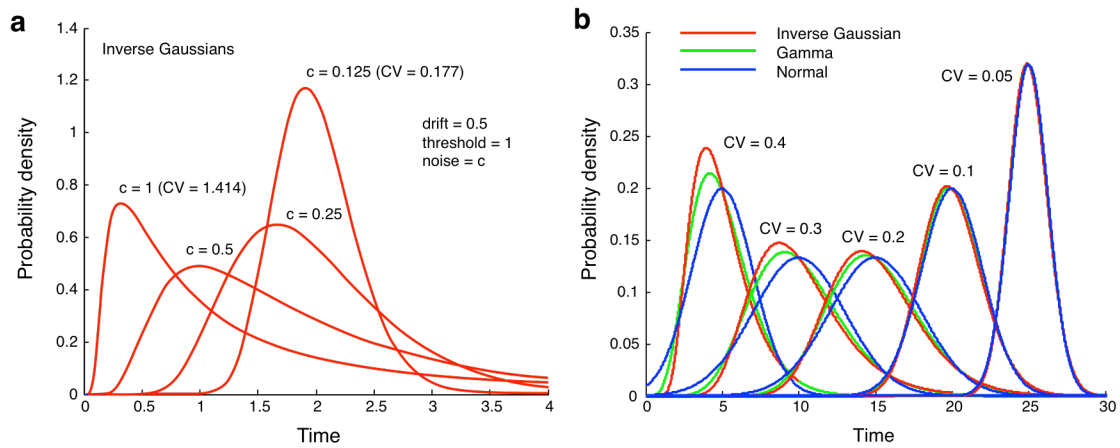 a
Inverse Gaussians
c = 0.125 (CV = 0.177)
drift = 0.5
threshold = 1
noise = c
c = 1 (CV = 1.414)
c = 0.25
c = 0.5
Probability density
1.4
1.2
1
0.8
0.6
0.4
0.2
0
0 0.5 1 1.5 2 2.5 3 3.5 4
Time
b
Inverse Gaussian
Gamma
Normal
CV = 0.05
CV = 0.4
CV = 0.1
CV = 0.3
CV = 0.2
Probability density
0.35
0.3
0.25
0.2
0.15
0.1
0.05
0
0 5 10 15 20 25 30
Time